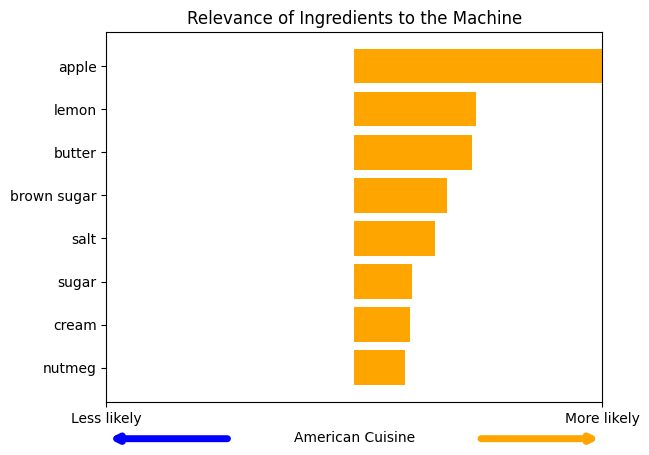 Relevance of Ingredients to the Machine
apple
lemon
butter
brown sugar
salt
sugar
cream
nutmeg
Less likely
More likely
American Cuisine